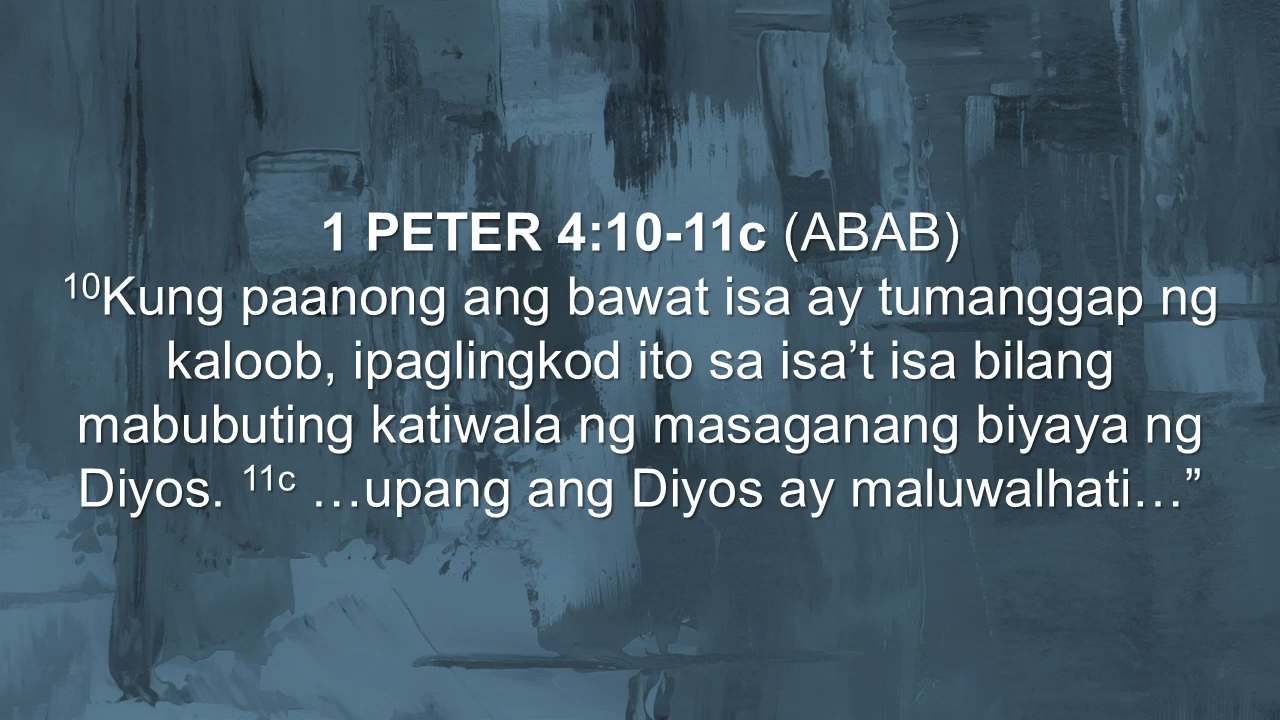 1 PETER 4:10-11c (ABAB)
10Kung paanong ang bawat isa ay tumanggap ng
kaloob, ipaglingkod ito sa isa’t isa bilang
mabubuting katiwala ng masaganang biyaya ng
Diyos. 11c …upang ang Diyos ay maluwalhati…”